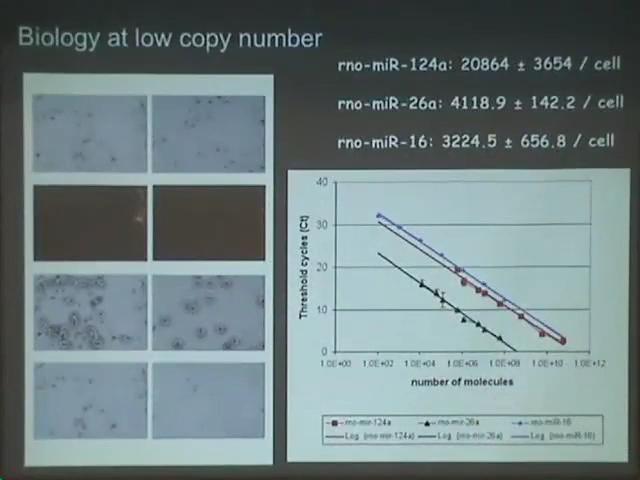 Biology at low copy number
rno-miR-124a: 20864 ± 3654 / cell
rno-miR-26a: 4118.9 ± 142.2 / cell
rno-miR-16: 3224.5 ± 656.8 / cell
Threshold cycles (Ct)
40
30
20
10
0
1.0E+00 1.0E+02 1.0E+04 1.0E+06 1.0E+08 1.0E+10 1.0E+12
number of molecules
rno-mir-124a rno-mir-26a rno-miR-16
Log. (rno-mir-124a) Log. (rno-mir-26a) Log. (rno-miR-16)